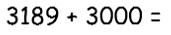 3189 + 3000 =